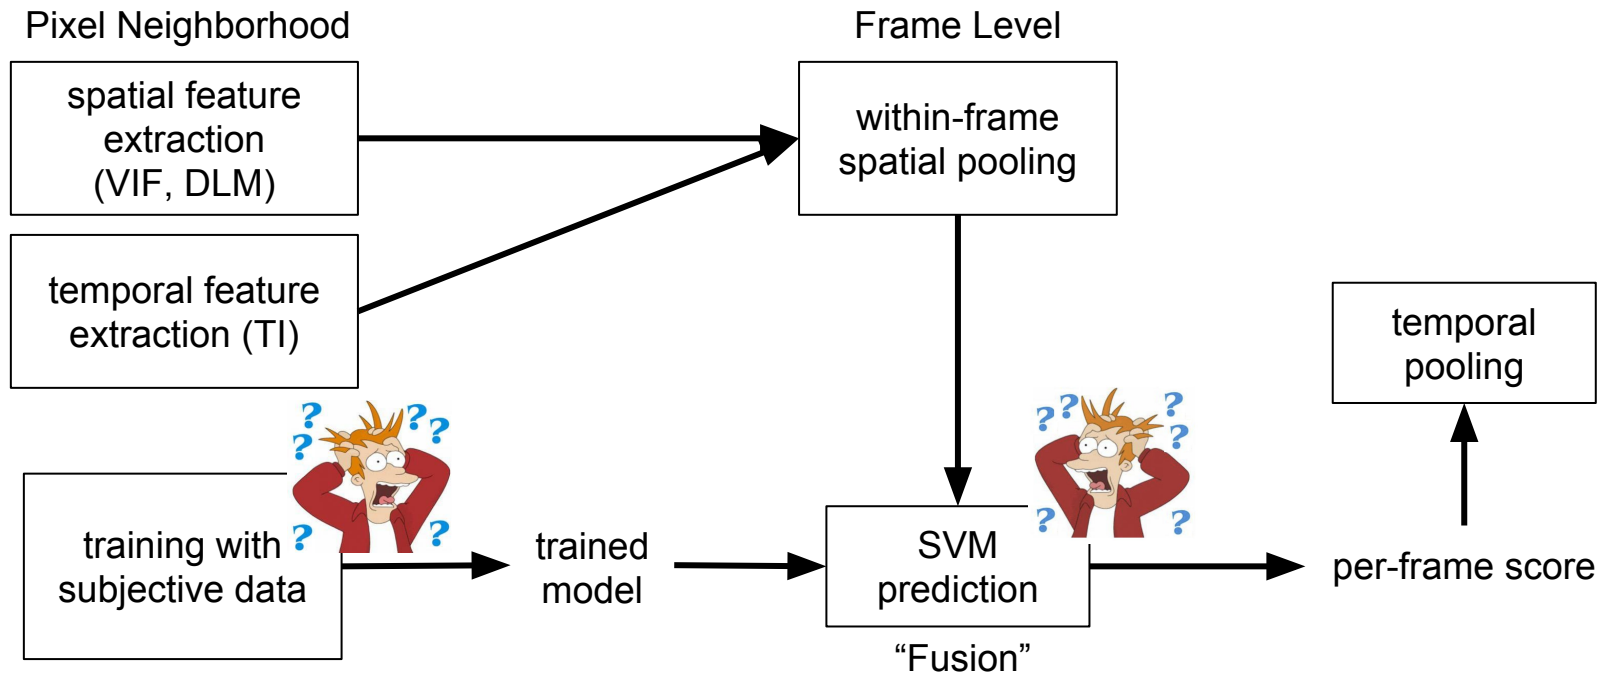 Pixel Neighborhood
Frame Level
spatial feature
extraction
(VIF, DLM)
within-frame
spatial pooling
temporal feature
extraction (TI)
temporal
pooling
? ? ? ? ? ?
? ? ? ? ? ?
training with
subjective data
trained
model
SVM
prediction
per-frame score
“Fusion”